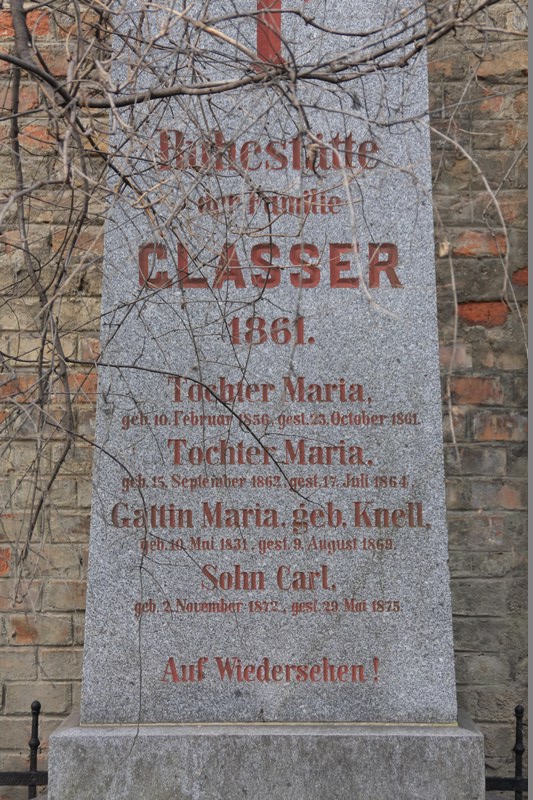 Ruhestätte
der Familie
CLASSER
1861.
Tochter Maria,
geb. 10. Februar 1856, gest. 23. October 1861.
Tochter Maria,
geb. 15. September 1862, gest. 17. Juli 1864.
Gattin Maria, geb. Knell,
geb. 10. Mai 1831, gest. 9. August 1869.
Sohn Carl,
geb. 2. November 1872, gest. 29. Mai 1875.
Auf Wiedersehen!